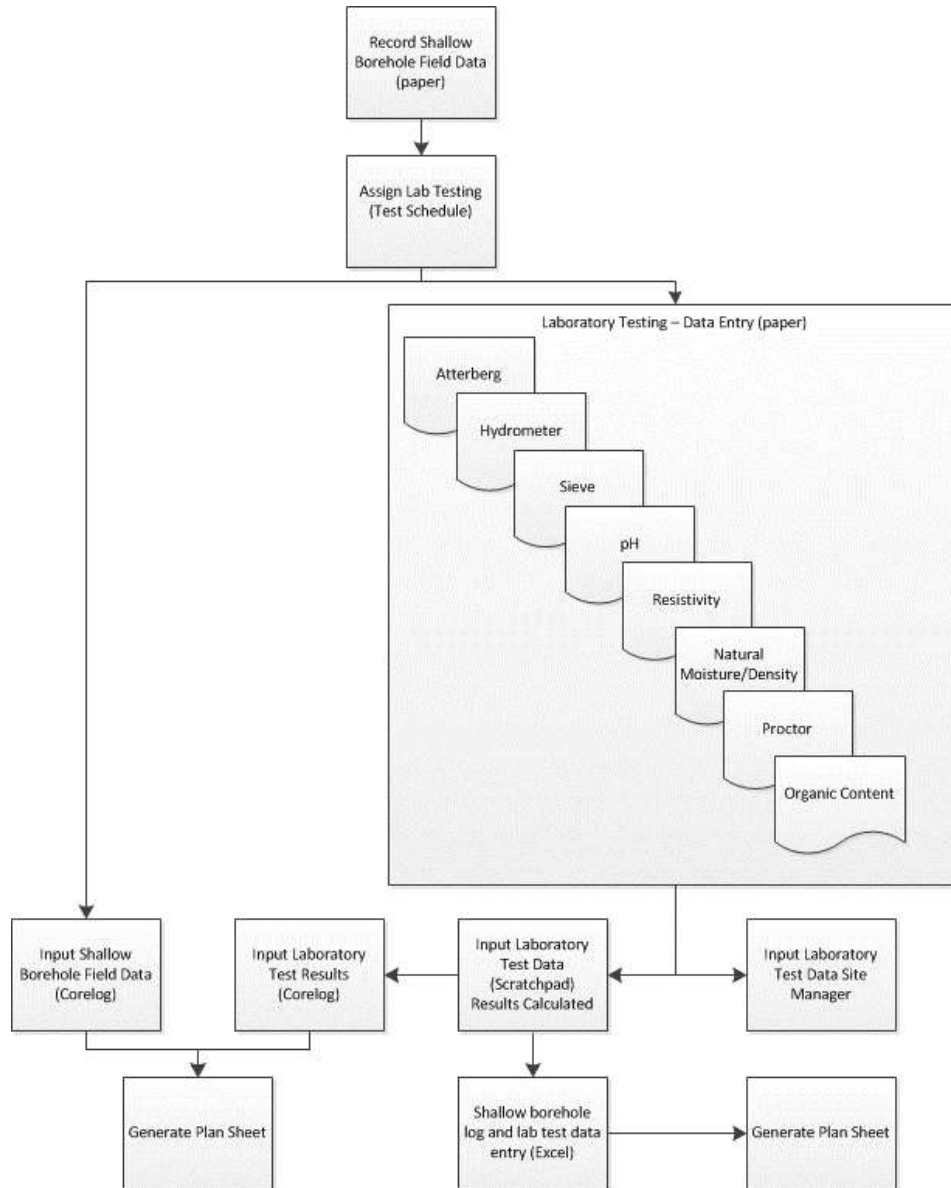 Record Shallow
Borehole Field Data
(paper)
Assign Lab Testing
(Test Schedule)
Laboratory Testing – Data Entry (paper)
Atterberg
Hydrometer
Sieve
pH
Resistivity
Natural
Moisture/Density
Proctor
Organic Content
Input Shallow
Borehole Field Data
(Corelog)
Input Laboratory
Test Results
(Corelog)
Input Laboratory
Test Data
(Scratchpad)
Results Calculated
Input Laboratory
Test Data Site
Manager
Generate Plan Sheet
Shallow borehole
log and lab test data
entry (Excel)
Generate Plan Sheet